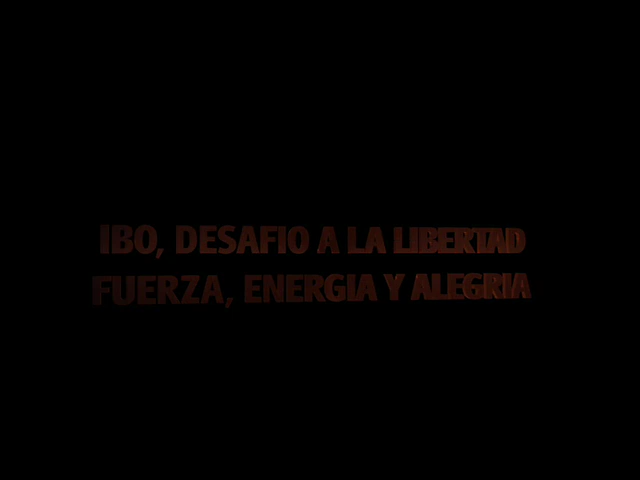 IBO, DESAFIO A LA LIBERTAD
FUERZA, ENERGIA Y ALEGRIA